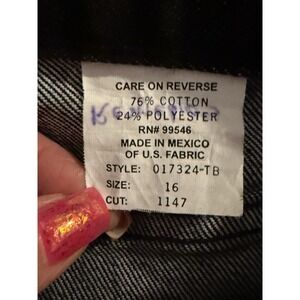 CARE ON REVERSE
76% COTTON
24% POLYESTER
RN# 99546
MADE IN MEXICO
OF U.S. FABRIC
STYLE: 017324-TB
SIZE: 16
CUT: 1147